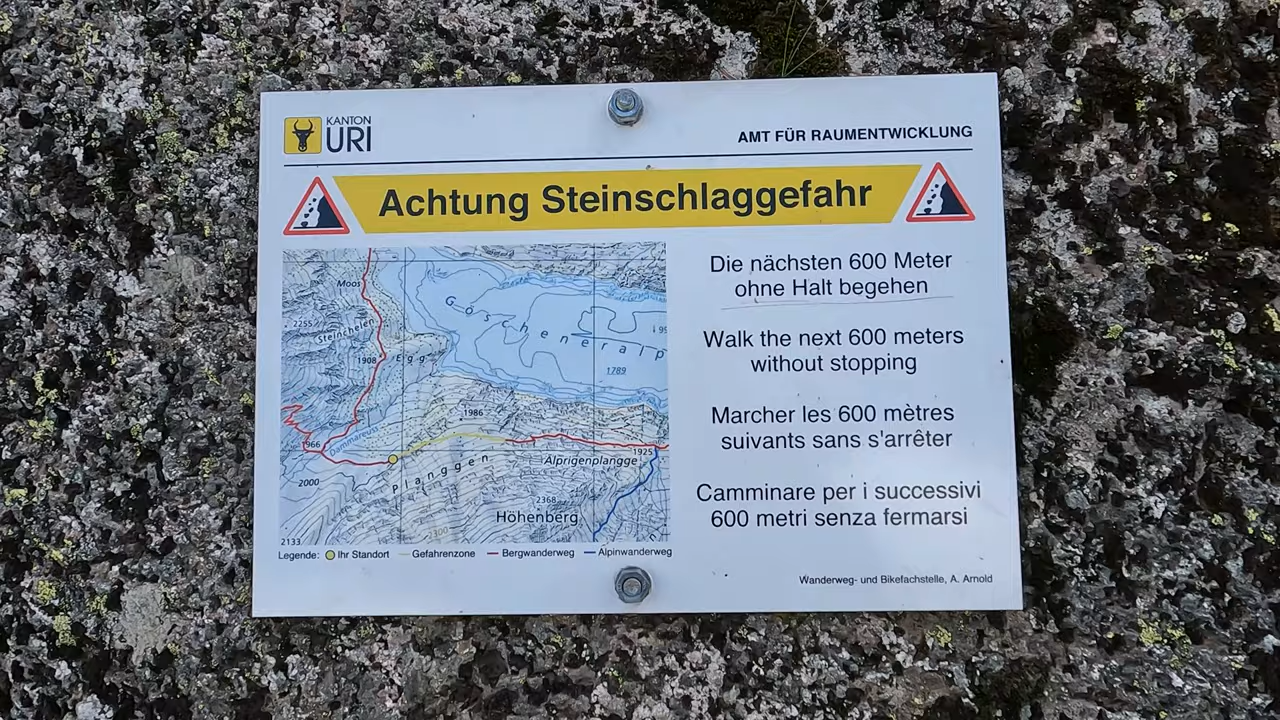 KANTON
URI
AMT FÜR RAUMENTWICKLUNG
Achtung Steinschlaggefahr
Die nächsten 600 Meter
ohne Halt begehen
Walk the next 600 meters
without stopping
Marcher les 600 mètres
suivants sans s'arrêter
Camminare per i successivi
600 metri senza fermarsi
Moos
2255
Steinchelen
1908
Egg
Göscheneralp
1789
1986
1966
Dammareuss
Planggen
1925
Älprigenplangge
2000
2368
Höhenberg
2300
2133
Legende: Ihr Standort Gefahrenzone Bergwanderweg Alpinwanderweg
Wanderweg- und Bikefachstelle, A. Arnold